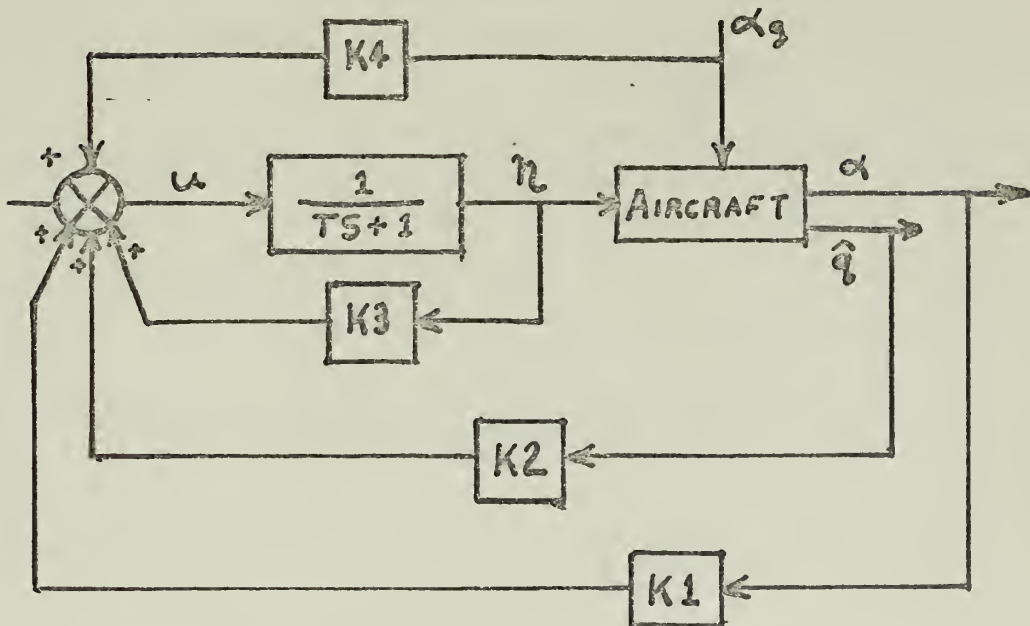 αg
K4
+
u
1
TS+1
η
AIRCRAFT
α
q̂
+
+
+
K3
K2
K1